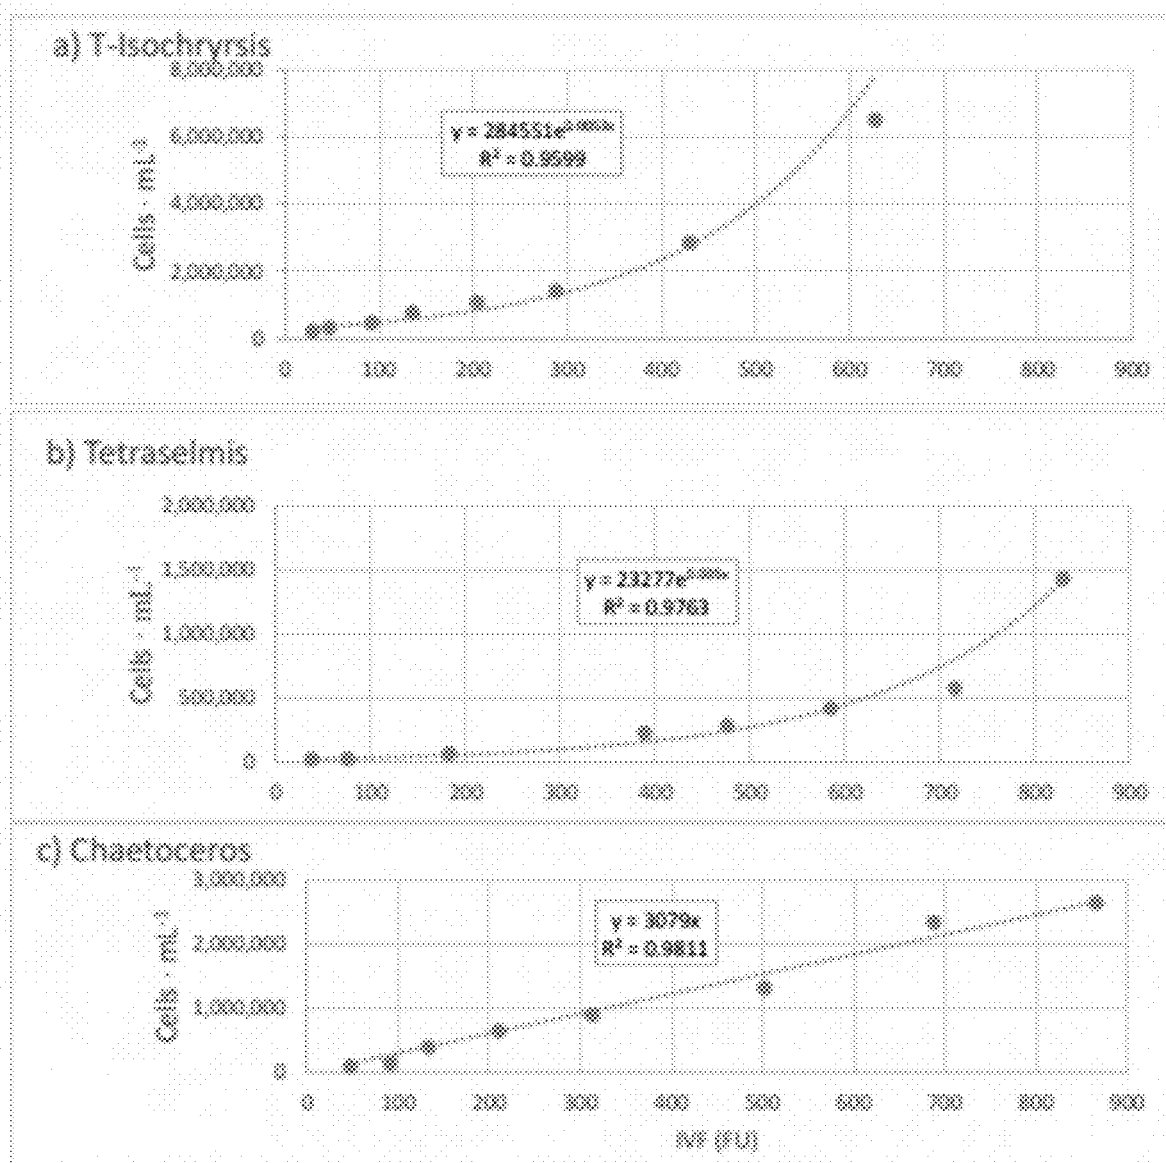 a) T-Isochryrsis
8,000,000
6,000,000
4,000,000
2,000,000
0
Cells · mL-1
y = 284551e
R² = 0.9599
0 100 200 300 400 500 600 700 800 900
b) Tetraselmis
2,000,000
1,500,000
1,000,000
500,000
0
Cells · mL-1
y = 23277e
R² = 0.9763
0 100 200 300 400 500 600 700 800 900
c) Chaetoceros
3,000,000
2,000,000
1,000,000
0
Cells · mL-1
y = 3079x
R² = 0.9811
0 100 200 300 400 500 600 700 800 900
IVF (FU)